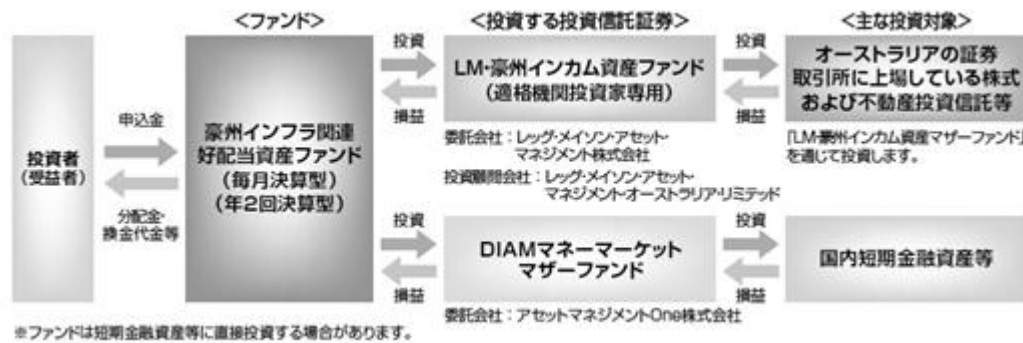 <ファンド>
<投資する投資信託証券>
<主な投資対象>
投資者
(受益者)
申込金
分配金・
換金代金等
豪州インフラ関連
好配当資産ファンド
(毎月決算型)
(年2回決算型)
投資
損益
LM・豪州インカム資産ファンド
(適格機関投資家専用)
委託会社:レッグ・メイソン・アセット・
マネジメント株式会社
投資顧問会社:レッグ・メイソン・アセット・
マネジメント・オーストラリア・リミテッド
投資
損益
オーストラリアの証券
取引所に上場している株式
および不動産投資信託等
「LM・豪州インカム資産マザーファンド」
を通じて投資します。
投資
損益
DIAMマネーマーケット
マザーファンド
委託会社:アセットマネジメントOne株式会社
投資
損益
国内短期金融資産等
※ファンドは短期金融資産等に直接投資する場合があります。